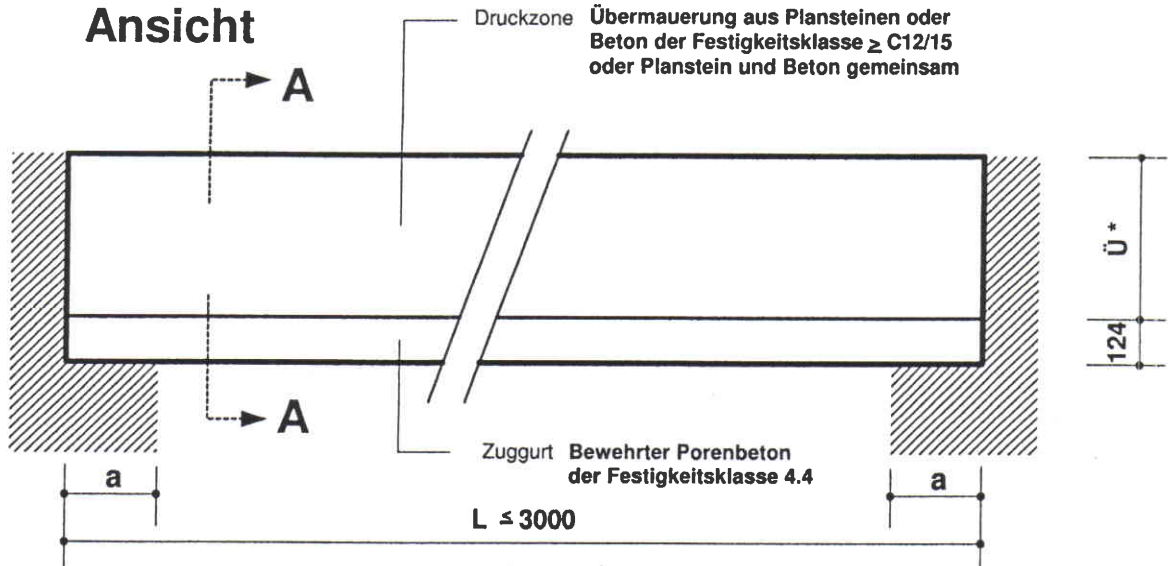 Ansicht
Druckzone Übermauerung aus Plansteinen oder
Beton der Festigkeitsklasse ≥ C12/15
oder Planstein und Beton gemeinsam
A
Ü *
124
A
Zuggurt Bewehrter Porenbeton
der Festigkeitsklasse 4.4
a
a
L ≤ 3000